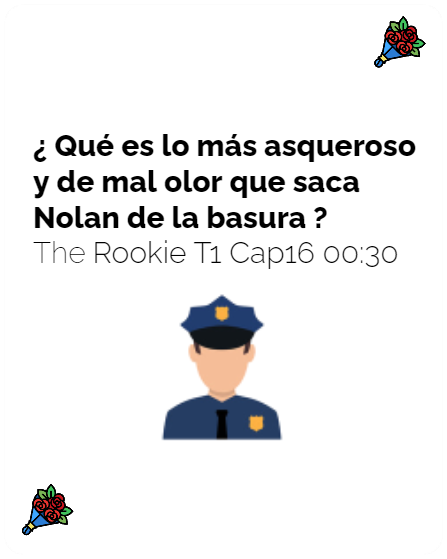 ¿ Qué es lo más asqueroso
y de mal olor que saca
Nolan de la basura ?
The Rookie T1 Cap16 00:30